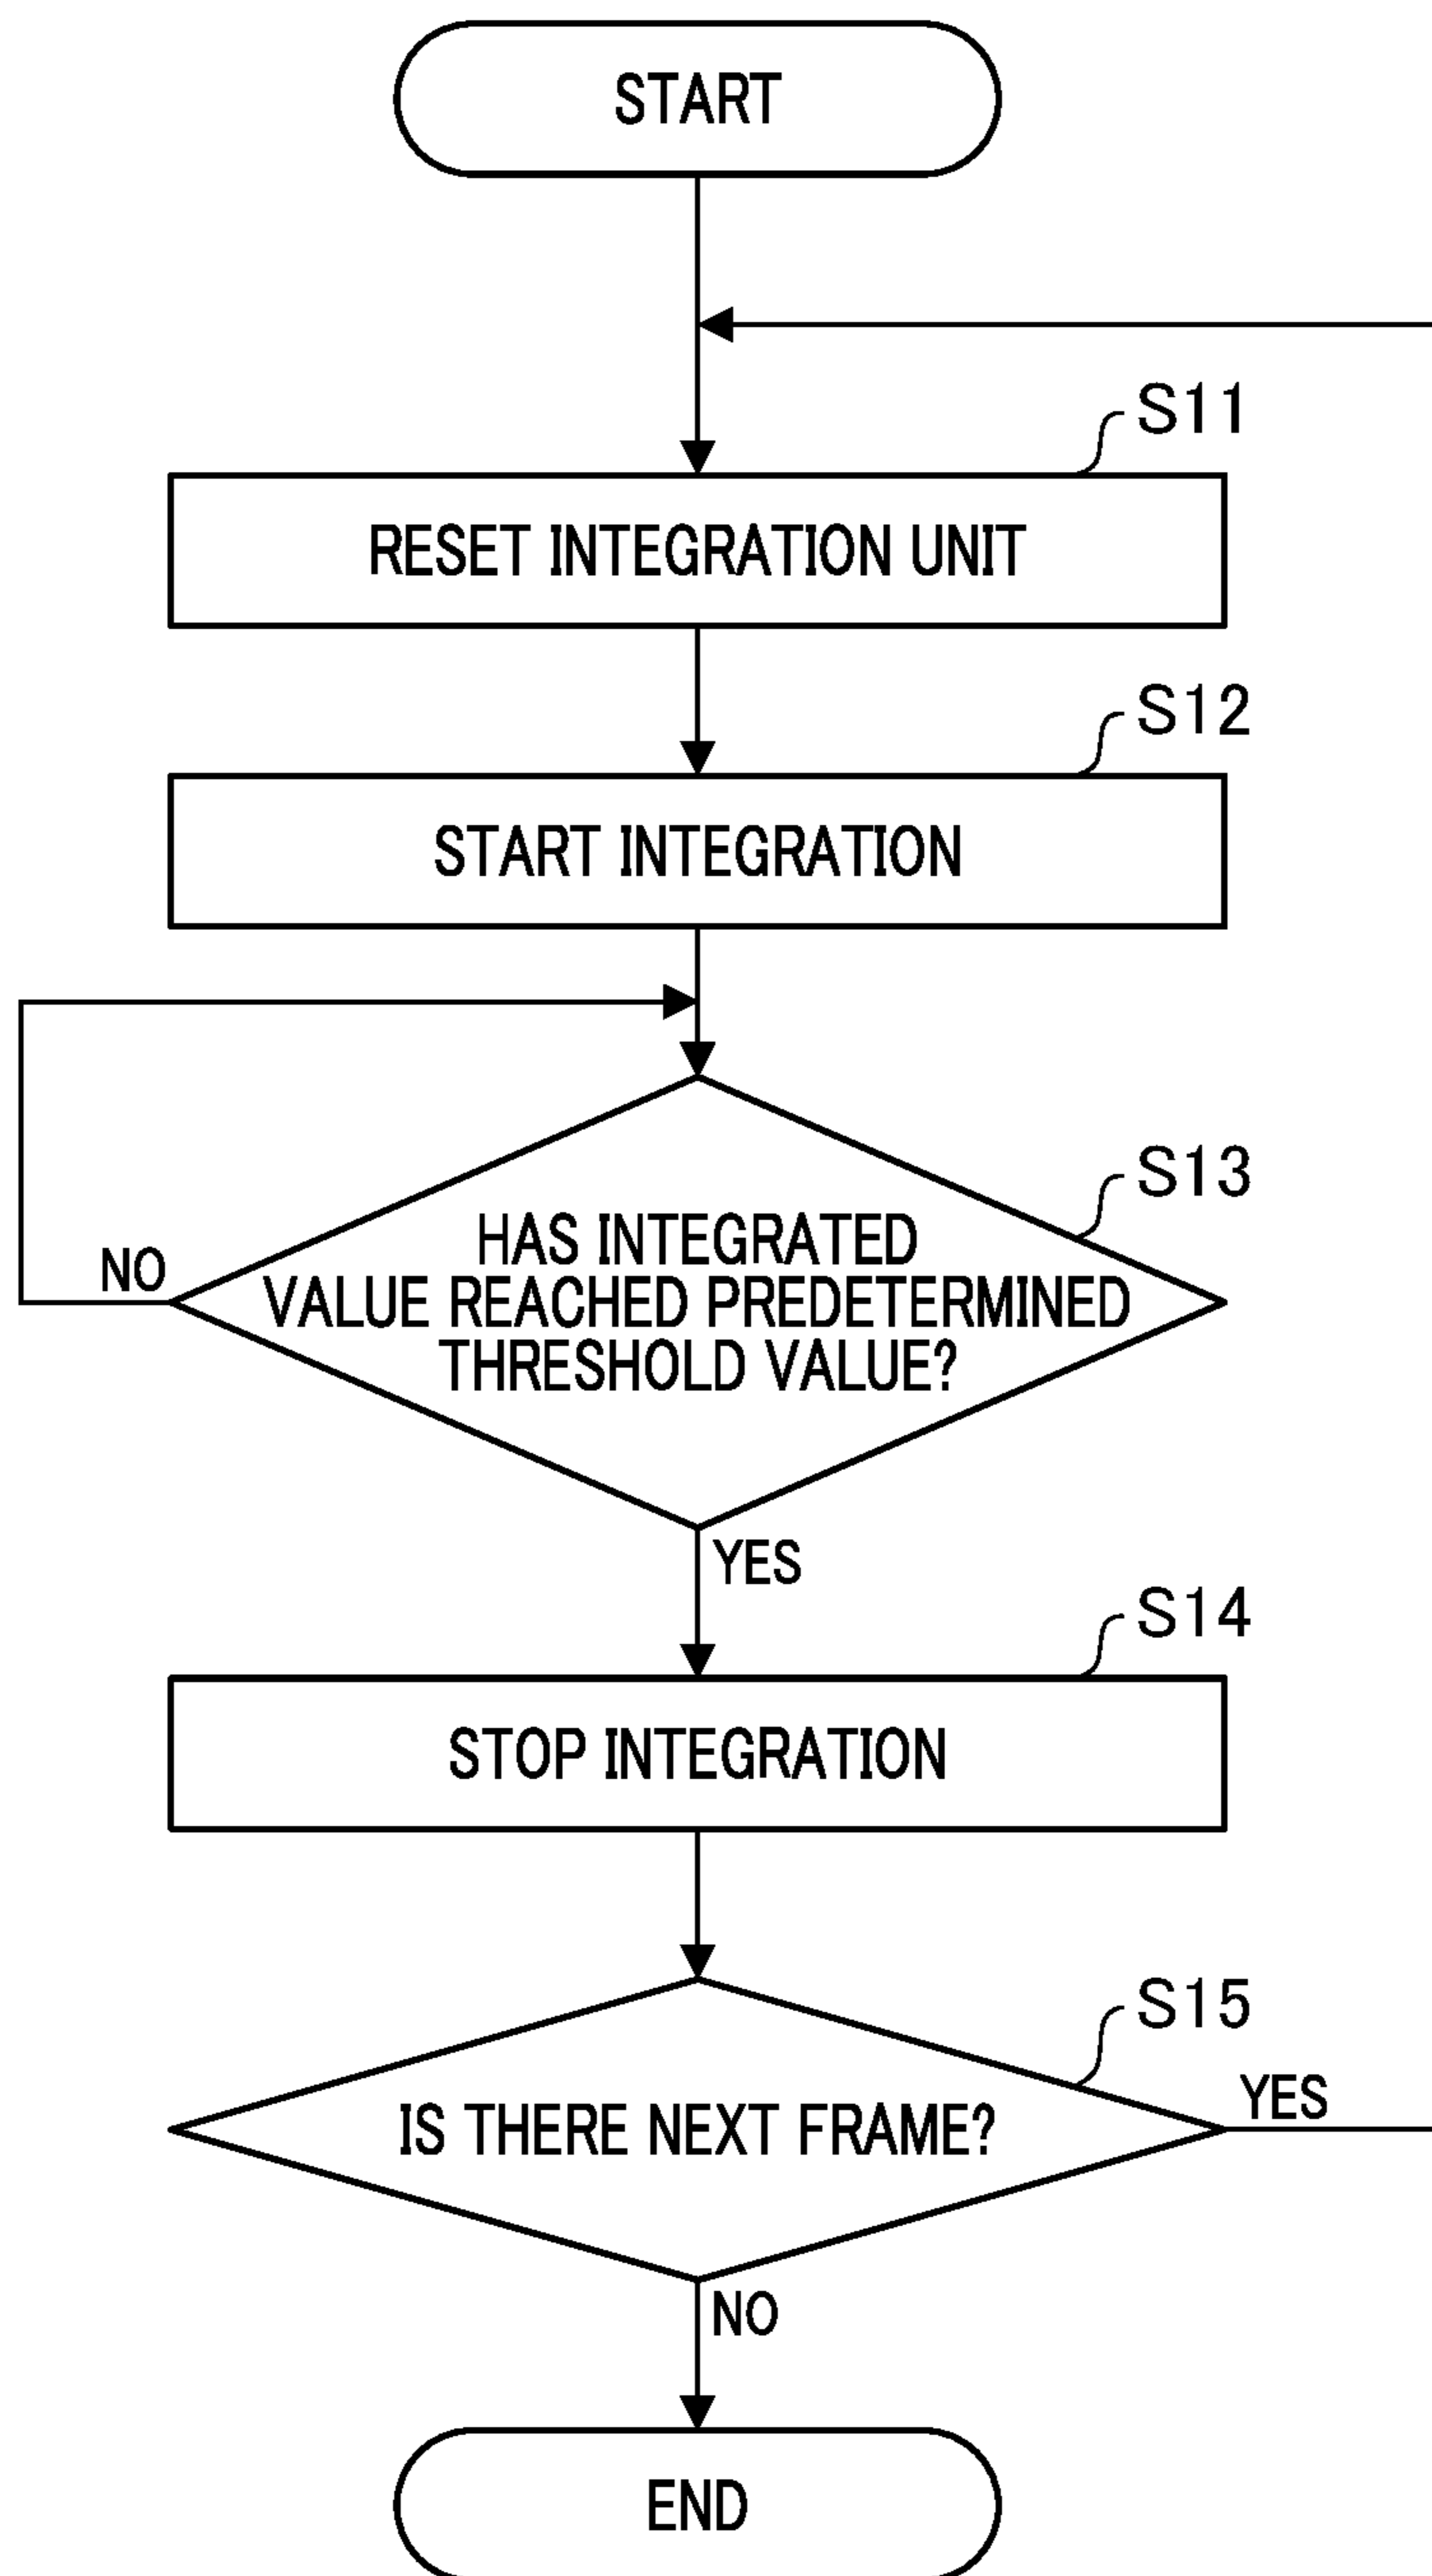 START
S11
RESET INTEGRATION UNIT
S12
START INTEGRATION
S13
HAS INTEGRATED
VALUE REACHED PREDETERMINED
THRESHOLD VALUE?
NO
YES
S14
STOP INTEGRATION
S15
IS THERE NEXT FRAME?
YES
NO
END